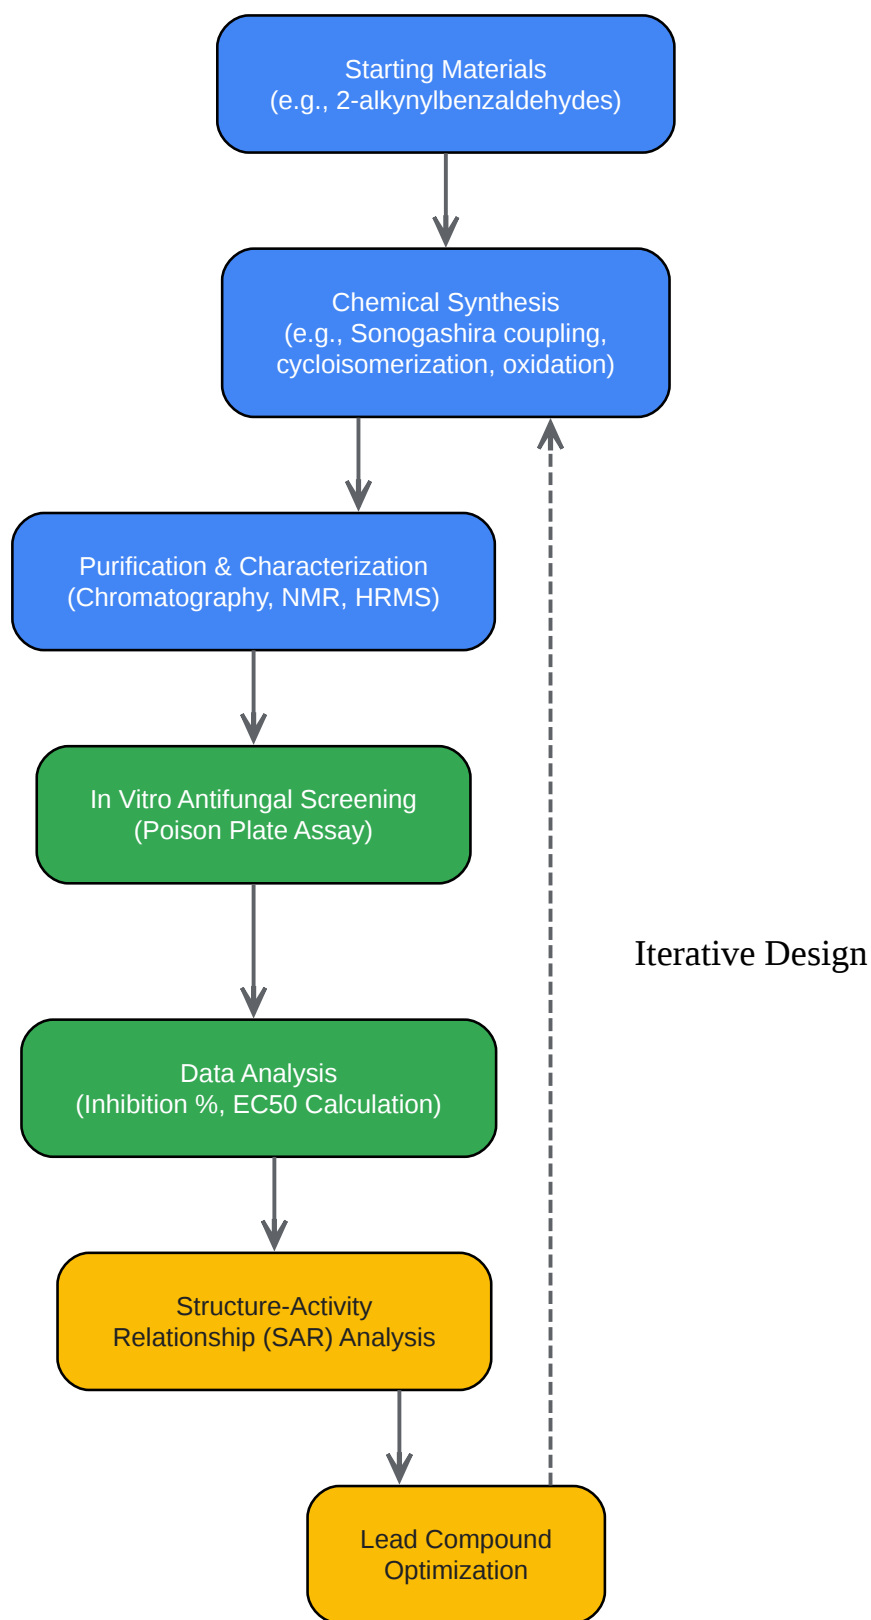 Starting Materials
(e.g., 2-alkynylbenzaldehydes)
Chemical Synthesis
(e.g., Sonogashira coupling,
cycloisomerization, oxidation)
Purification & Characterization
(Chromatography, NMR, HRMS)
In Vitro Antifungal Screening
(Poison Plate Assay)
Iterative Design
Data Analysis
(Inhibition %, EC50 Calculation)
Structure-Activity
Relationship (SAR) Analysis
Lead Compound
Optimization